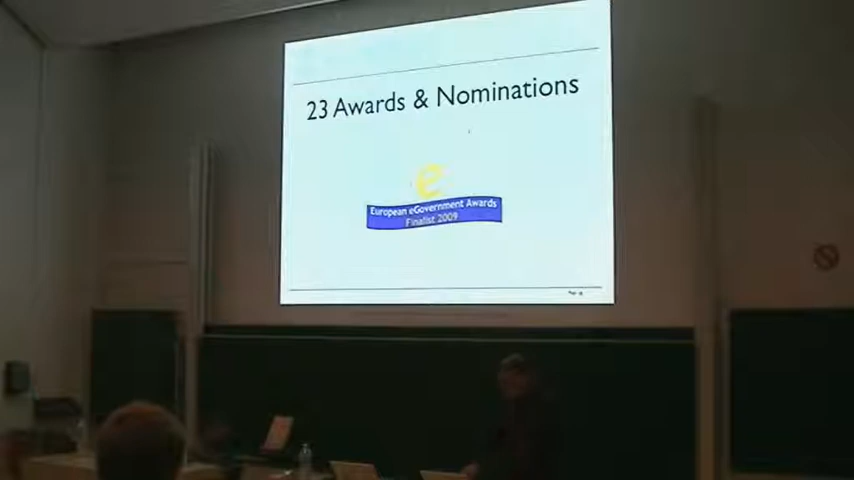 23 Awards & Nominations
e
European eGovernment Awards
Finalist 2009